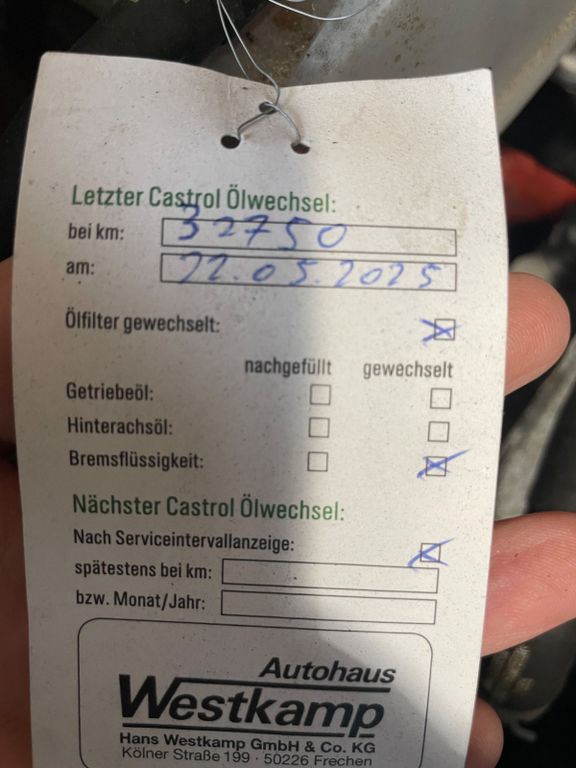 Letzter Castrol Ölwechsel:
bei km: 32750
am: 22.05.2025
Ölfilter gewechselt:
nachgefüllt gewechselt
Getriebeöl:
Hinterachsöl:
Bremsflüssigkeit:
Nächster Castrol Ölwechsel:
Nach Serviceintervallanzeige:
spätestens bei km:
bzw. Monat/Jahr:
Autohaus
Westkamp
Hans Westkamp GmbH & Co. KG
Kölner Straße 199 · 50226 Frechen